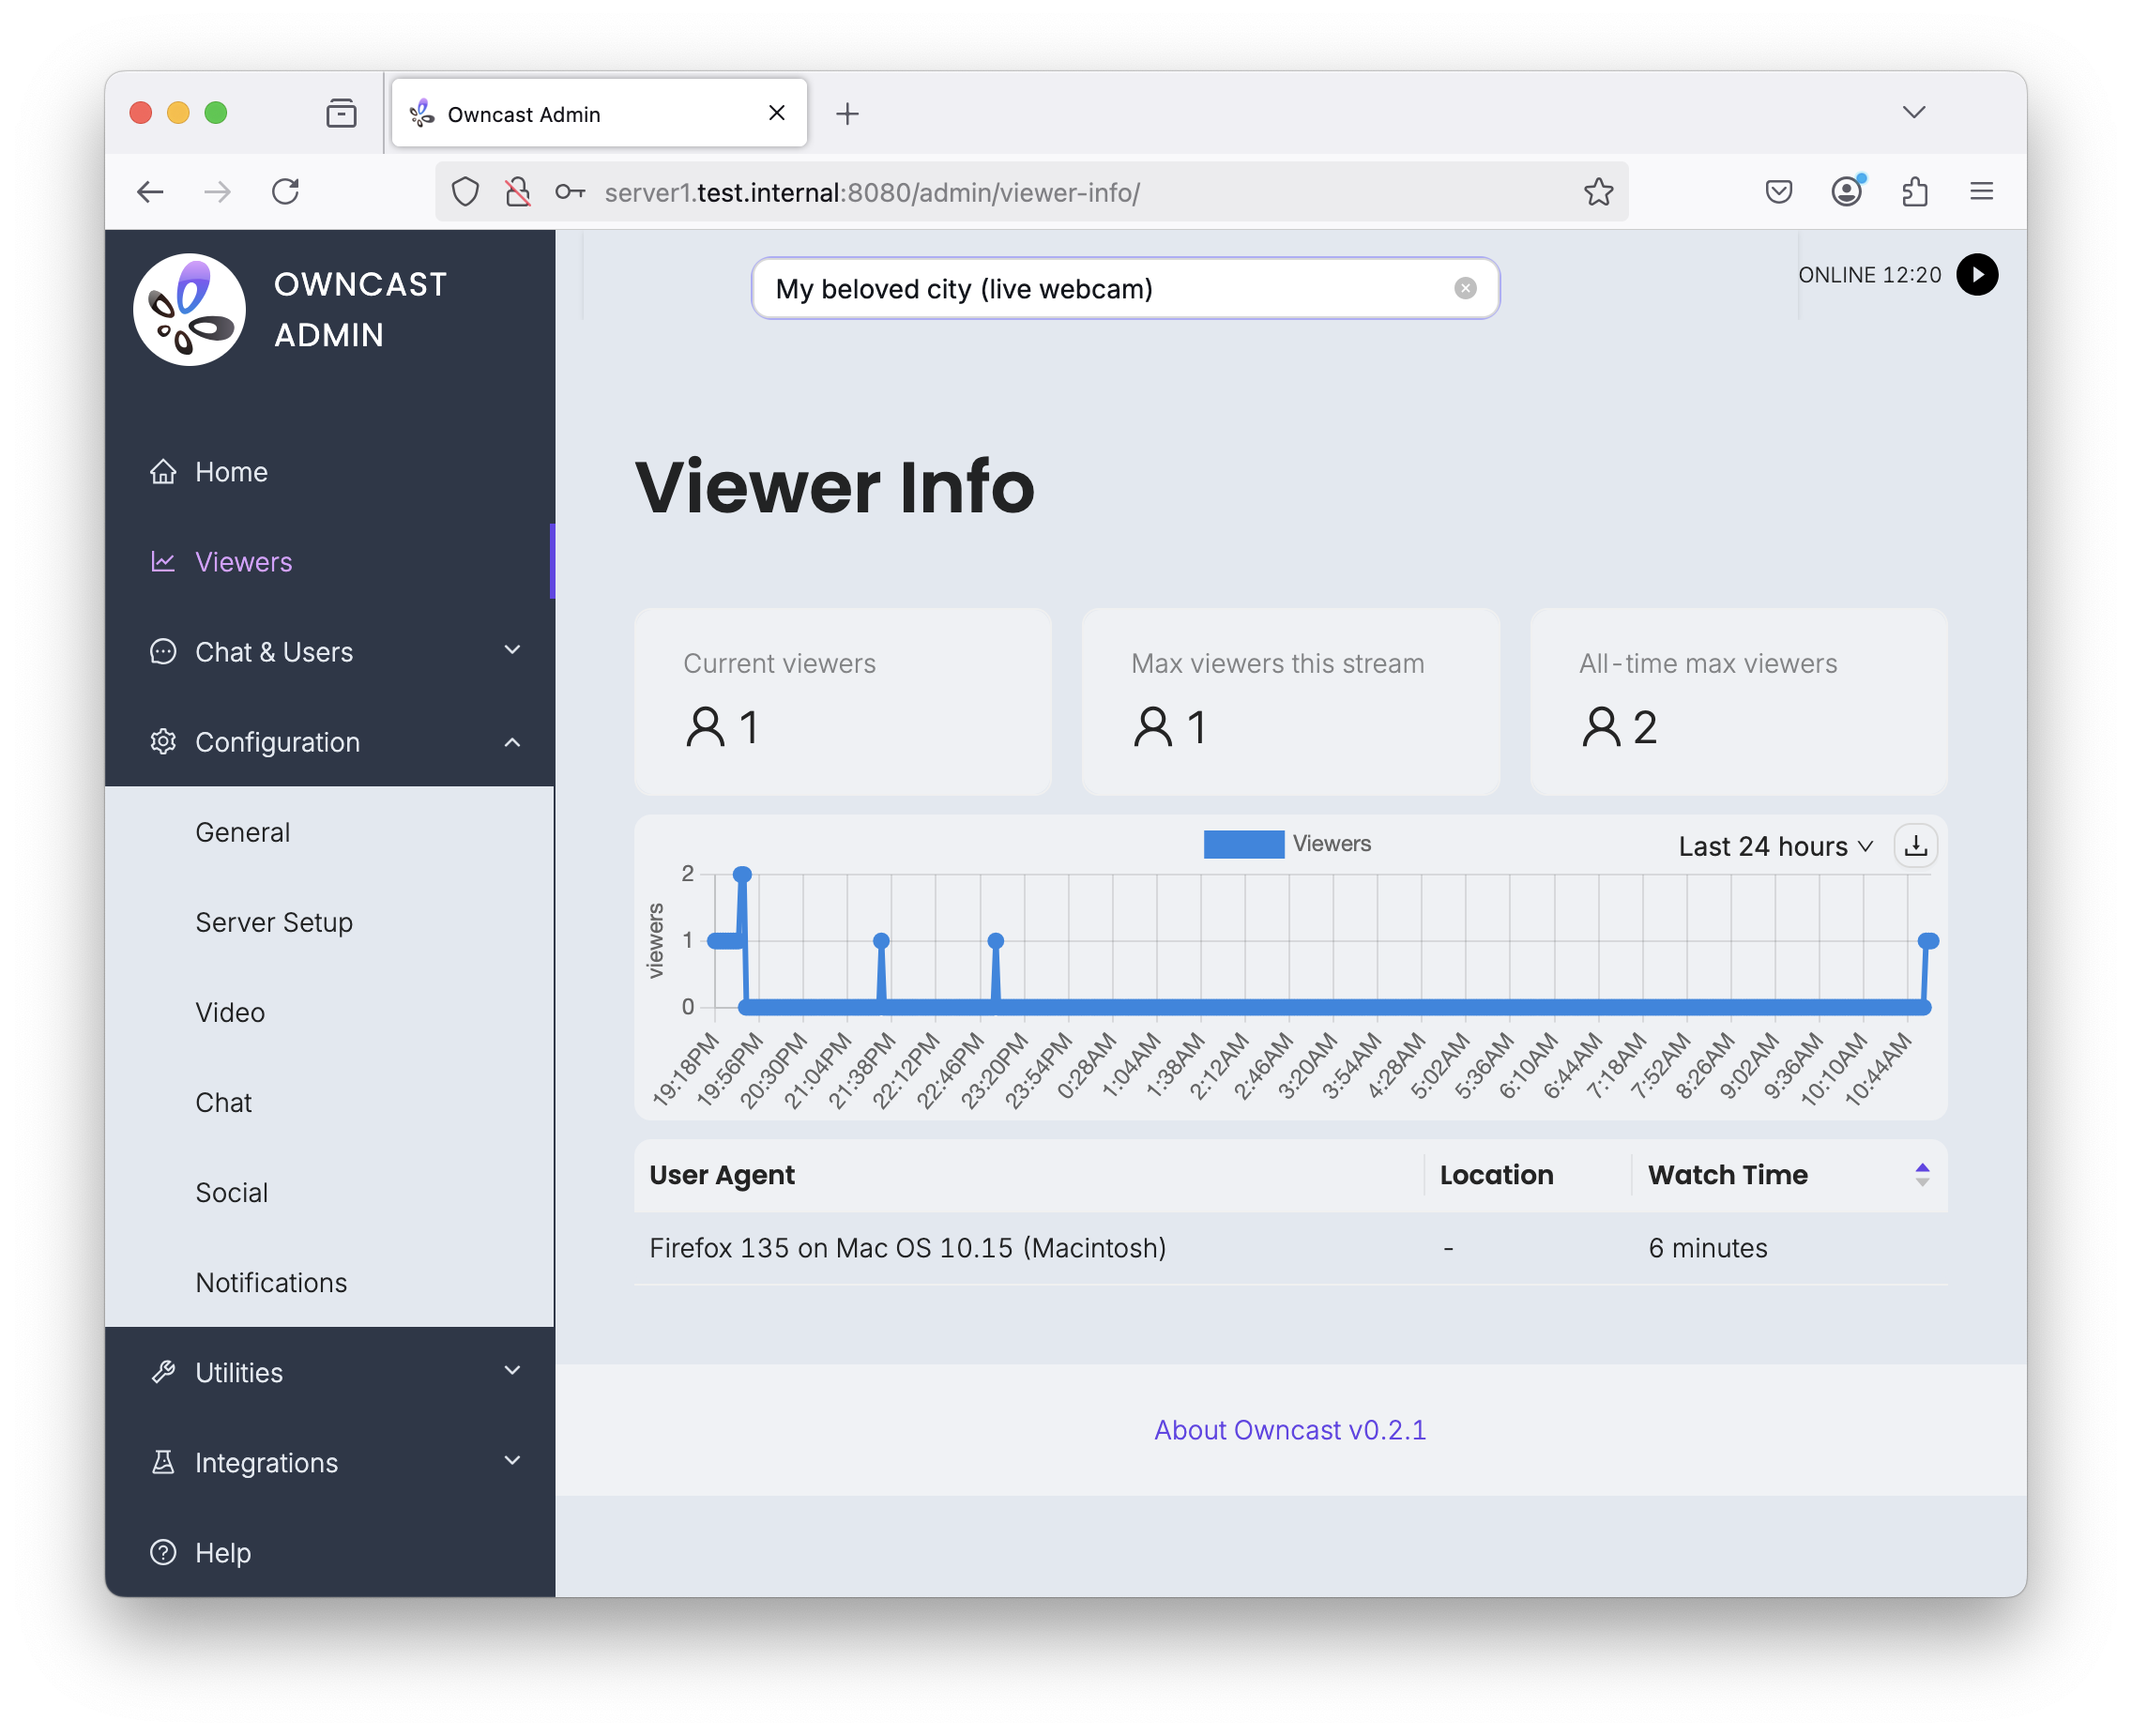 Owncast Admin
server1.test.internal:8080/admin/viewer-info/
OWNCAST
ADMIN
My beloved city (live webcam)
ONLINE 12:20
Home
Viewers
Chat & Users
Configuration
General
Server Setup
Video
Chat
Social
Notifications
Utilities
Integrations
Help
Viewer Info
Current viewers
1
Max viewers this stream
1
All-time max viewers
2
Viewers
Last 24 hours
viewers
2
1
0
19:18PM
19:56PM
20:30PM
21:04PM
21:38PM
22:12PM
22:46PM
23:20PM
23:54PM
0:28AM
1:04AM
1:38AM
2:12AM
2:46AM
3:20AM
3:54AM
4:28AM
5:02AM
5:36AM
6:10AM
6:44AM
7:18AM
7:52AM
8:26AM
9:02AM
9:36AM
10:10AM
10:44AM
User Agent Location Watch Time
Firefox 135 on Mac OS 10.15 (Macintosh) - 6 minutes
About Owncast v0.2.1